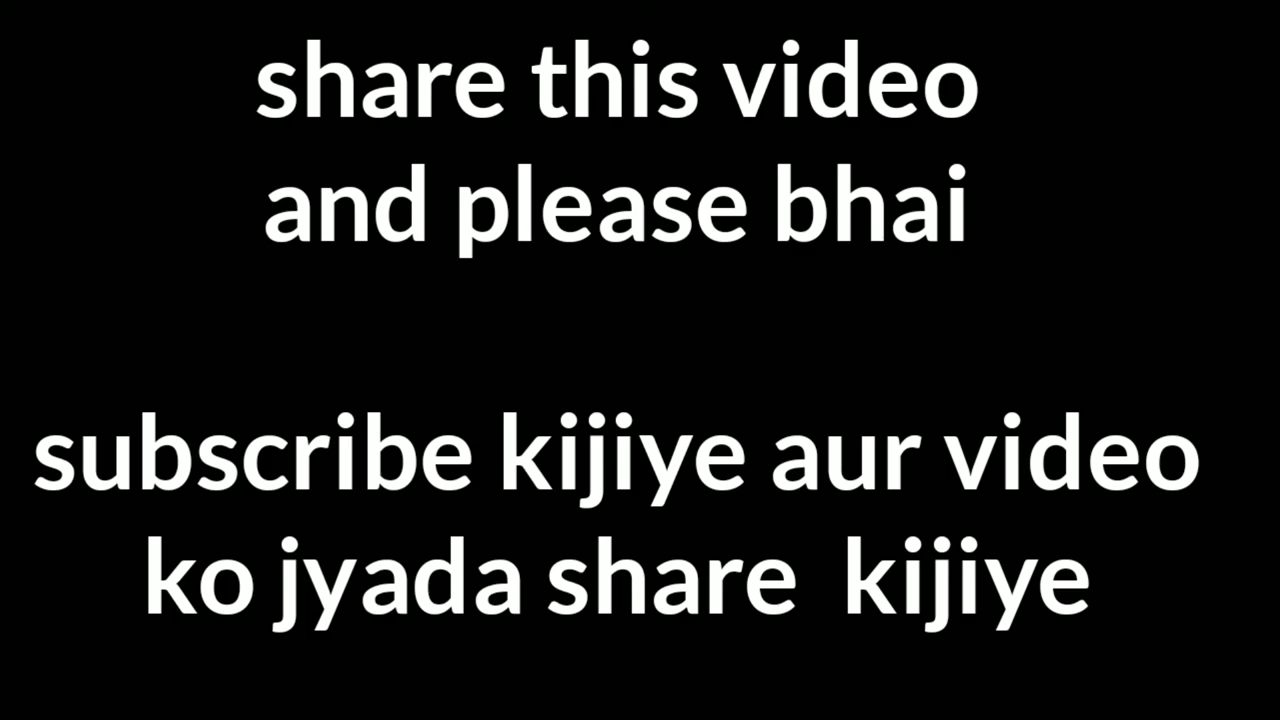 share this video
and please bhai
subscribe kijiye aur video
ko jyada share kijiye